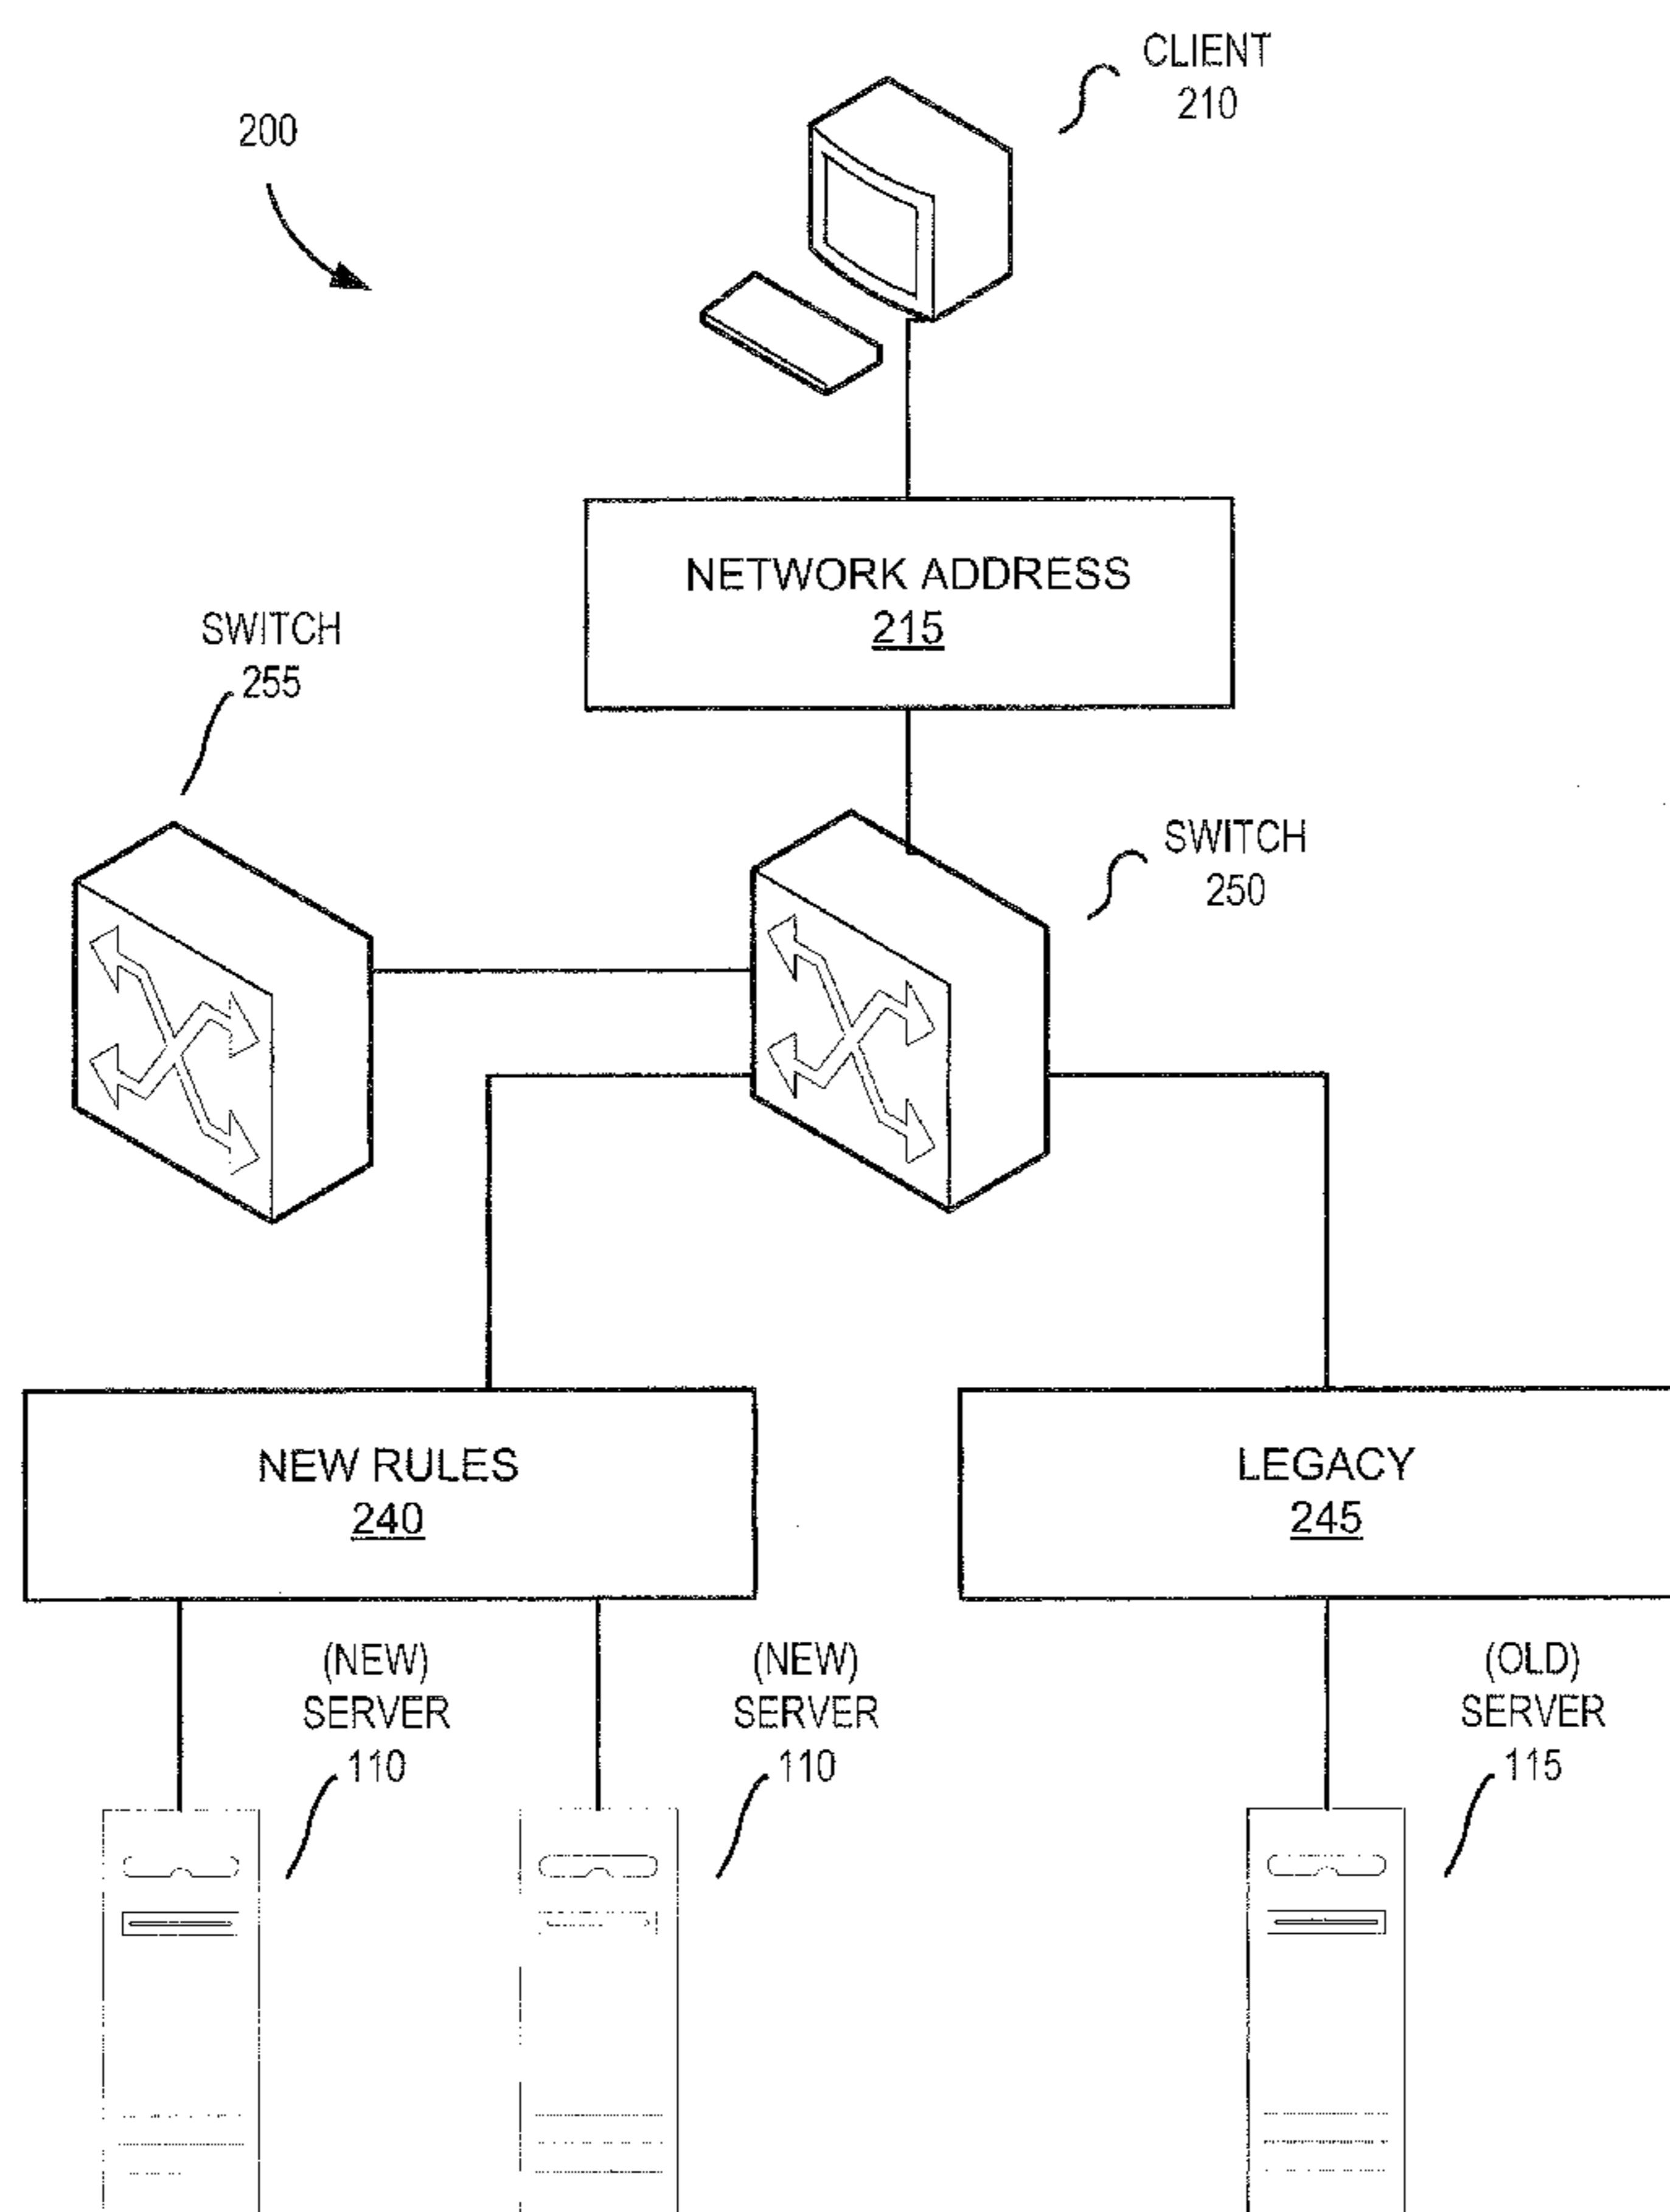 CLIENT
210
200
NETWORK ADDRESS
215
SWITCH
255
SWITCH
250
NEW RULES
240
LEGACY
245
(NEW)
SERVER
110
(NEW)
SERVER
110
(OLD)
SERVER
115